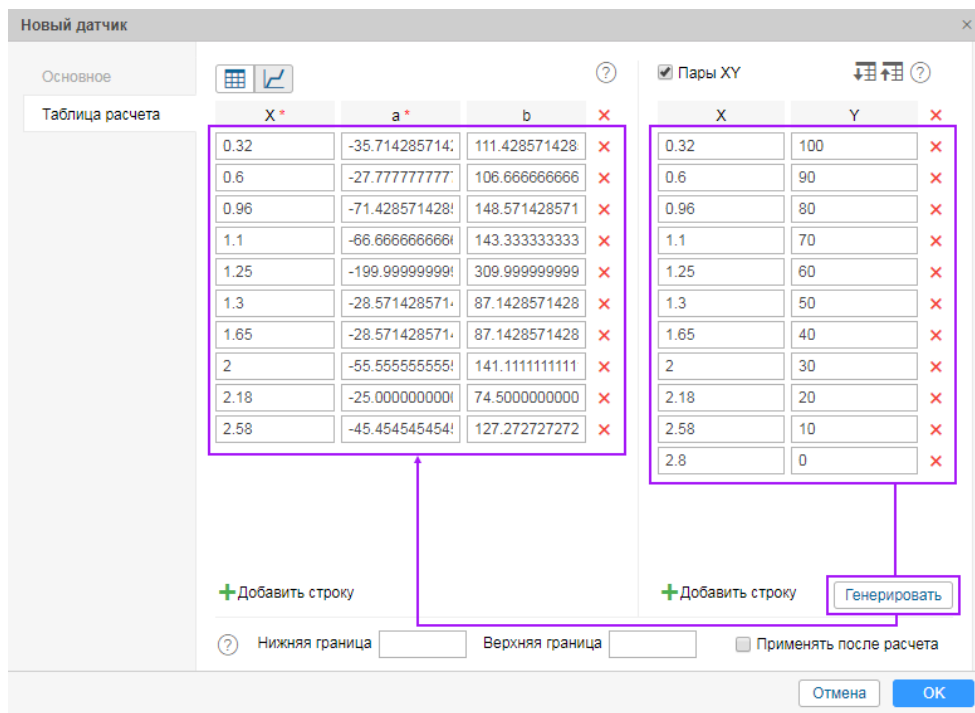 Новый датчик ×
Основное
Таблица расчета
? ✔ Пары XY ?
X * a * b × X Y ×
0.32 -35.714285714 111.428571428 × 0.32 100 ×
0.6 -27.777777777 106.666666666 × 0.6 90 ×
0.96 -71.428571428 148.571428571 × 0.96 80 ×
1.1 -66.666666666 143.333333333 × 1.1 70 ×
1.25 -199.99999999 309.999999999 × 1.25 60 ×
1.3 -28.571428571 87.1428571428 × 1.3 50 ×
1.65 -28.571428571 87.1428571428 × 1.65 40 ×
2 -55.555555555 141.1111111111 × 2 30 ×
2.18 -25.000000000 74.5000000000 × 2.18 20 ×
2.58 -45.454545454 127.272727272 × 2.58 10 ×
2.8 0 ×
+ Добавить строку + Добавить строку Генерировать
? Нижняя граница Верхняя граница Применять после расчета
Отмена OK